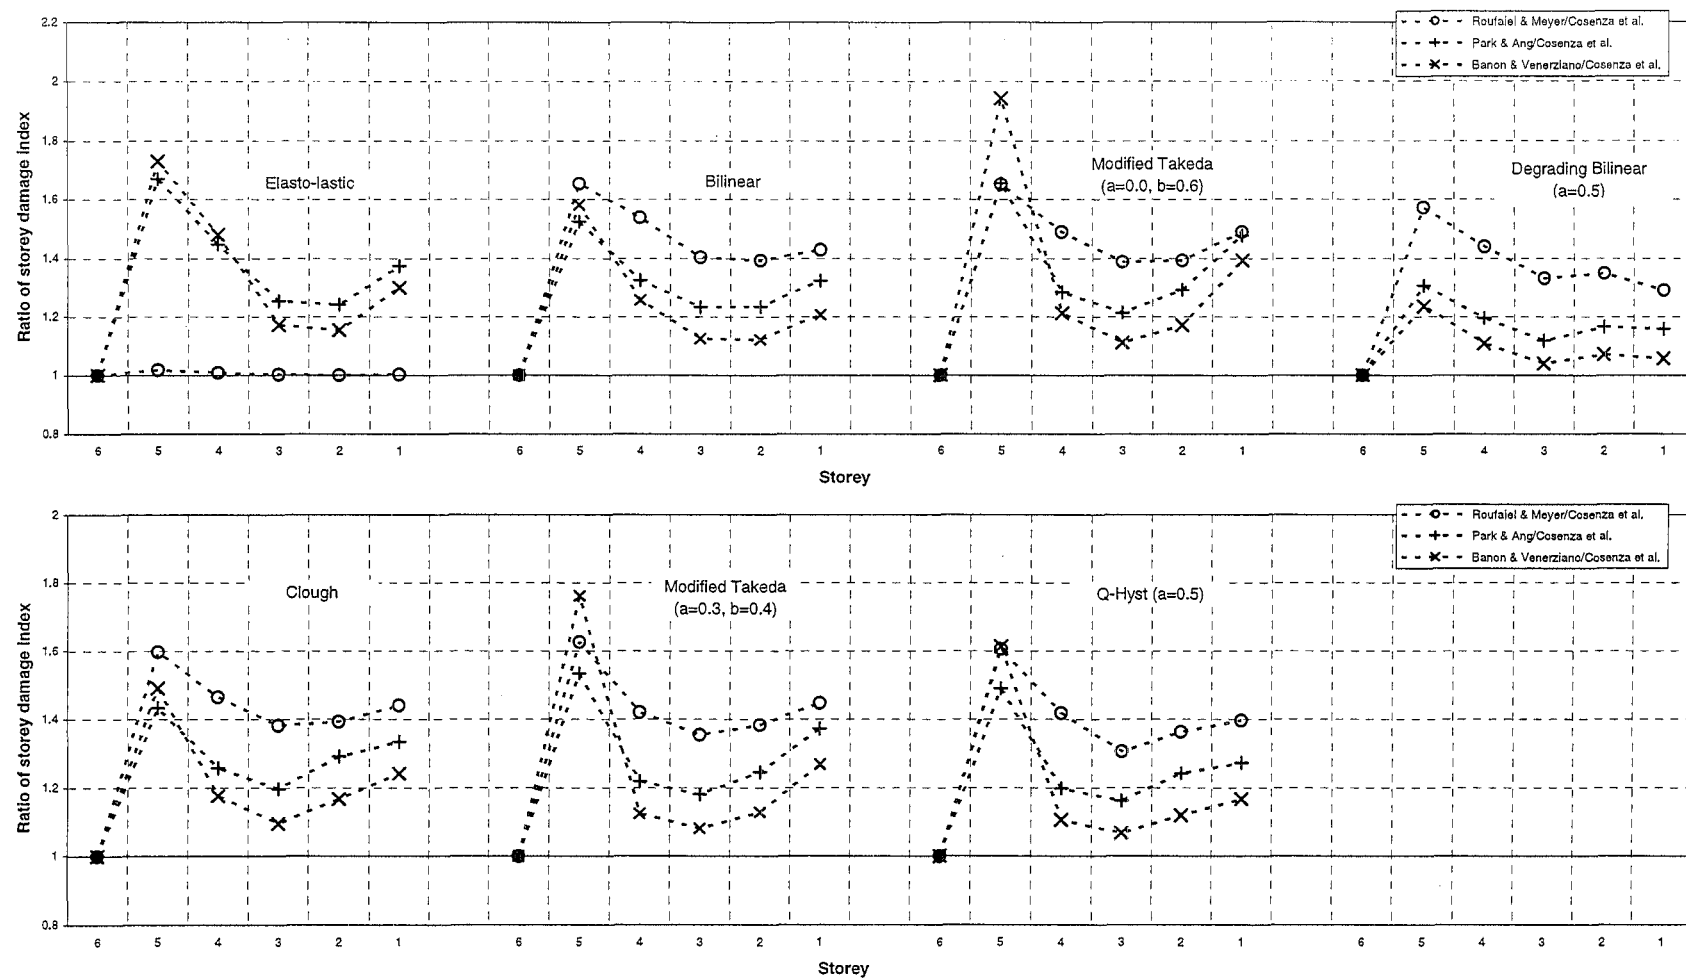 Ratio of storey damage index
2.2
2
1.8
1.6
1.4
1.2
1
0.8
Roufaiel & Meyer/Cosenza et al.
Park & Ang/Cosenza et al.
Banon & Venerziano/Cosenza et al.
Elasto-lastic
Bilinear
Modified Takeda
(a=0.0, b=0.6)
Degrading Bilinear
(a=0.5)
6 5 4 3 2 1 6 5 4 3 2 1 6 5 4 3 2 1 6 5 4 3 2 1
Storey
Ratio of storey damage index
2
1.8
1.6
1.4
1.2
1
0.8
Roufaiel & Meyer/Cosenza et al.
Park & Ang/Cosenza et al.
Banon & Venerziano/Cosenza et al.
Clough
Modified Takeda
(a=0.3, b=0.4)
Q-Hyst (a=0.5)
6 5 4 3 2 1 6 5 4 3 2 1 6 5 4 3 2 1 6 5 4 3 2 1
Storey